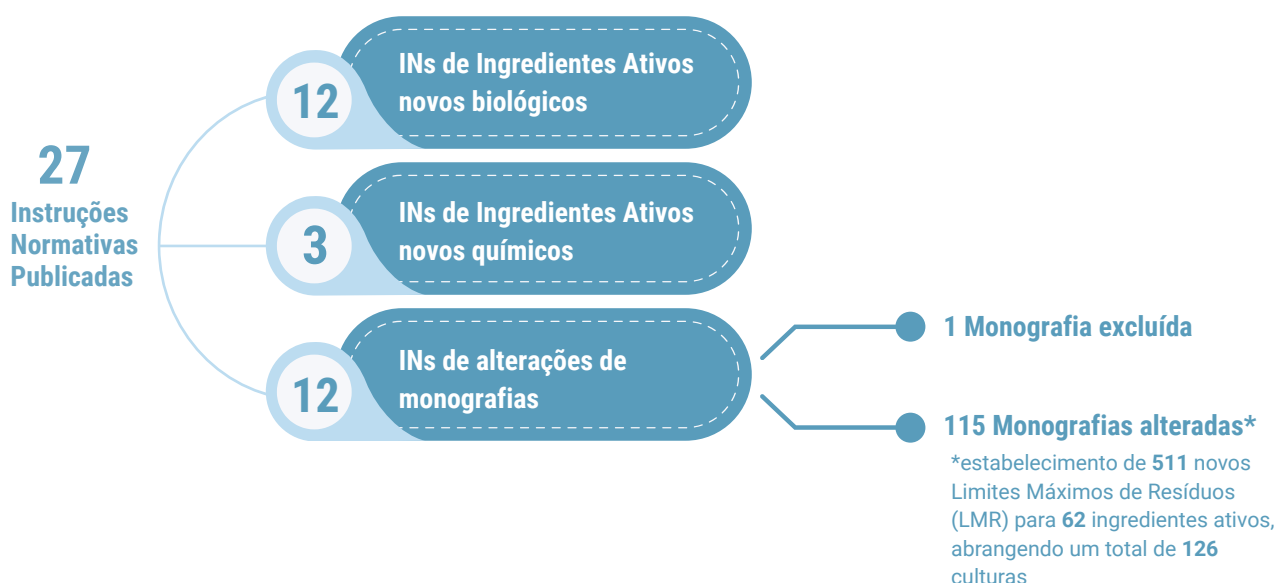 27
Instruções
Normativas
Publicadas
12
INs de Ingredientes Ativos
novos biológicos
3
INs de Ingredientes Ativos
novos químicos
12
INs de alterações de
monografias
1 Monografia excluída
115 Monografias alteradas*
*estabelecimento de 511 novos
Limites Máximos de Resíduos
(LMR) para 62 ingredientes ativos,
abrangendo um total de 126
culturas